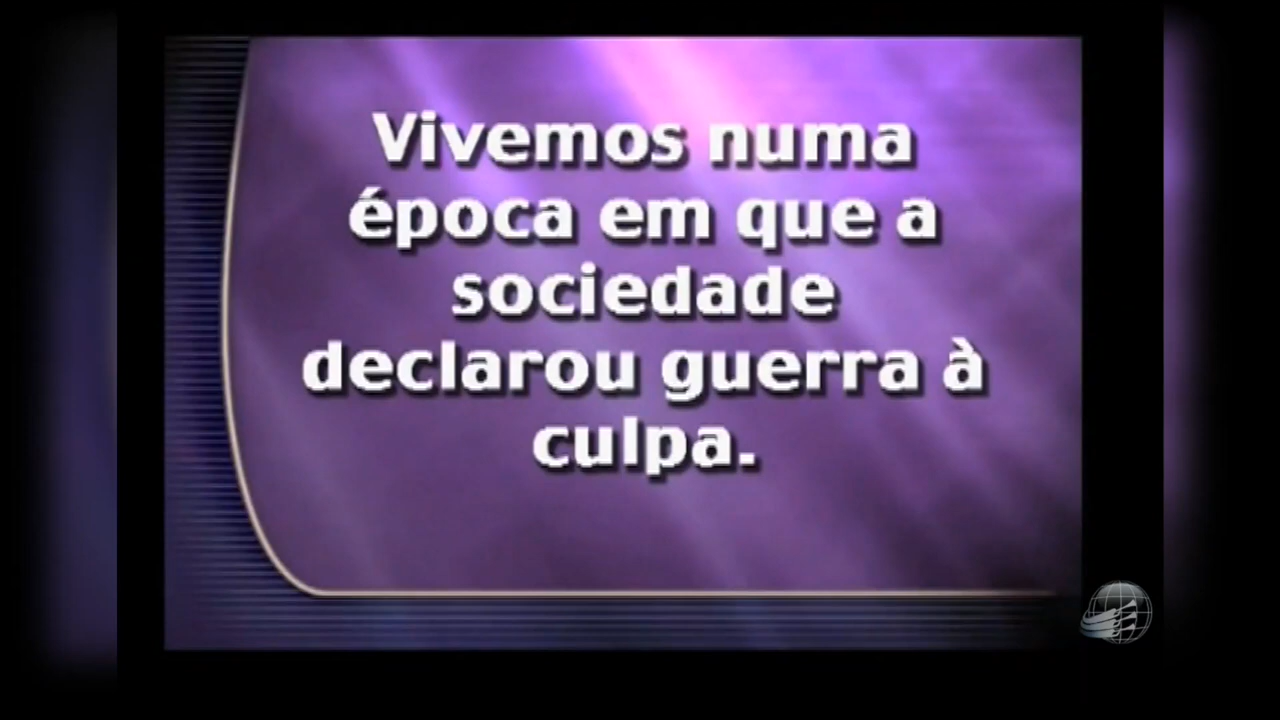 Vivemos numa
época em que a
sociedade
declarou guerra à
culpa.